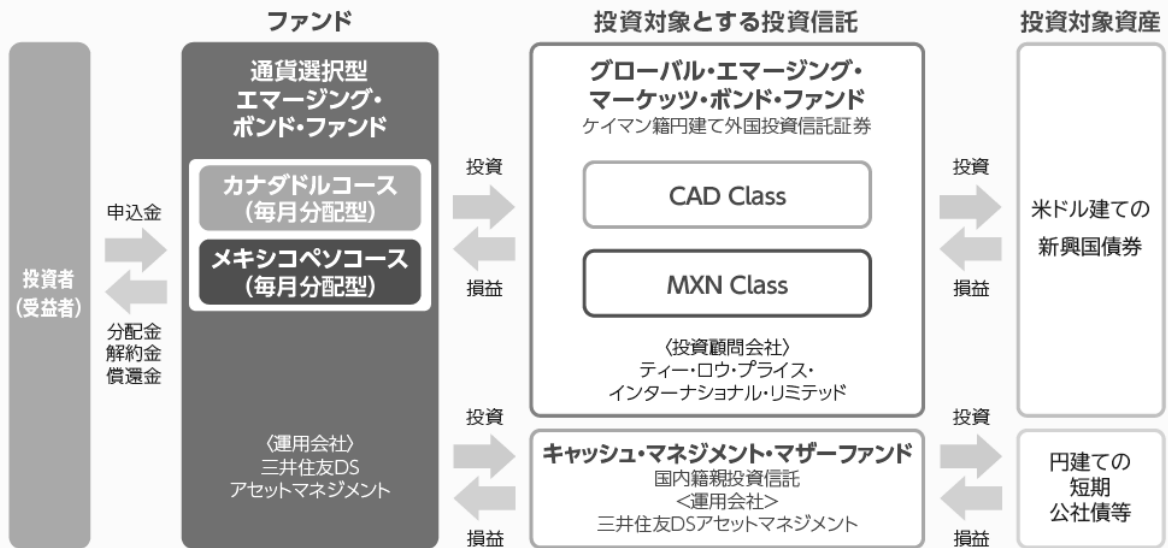 ファンド
投資対象とする投資信託
投資対象資産
投資者
(受益者)
申込金
分配金
解約金
償還金
通貨選択型
エマージング・
ボンド・ファンド
カナダドルコース
(毎月分配型)
メキシコペソコース
(毎月分配型)
〈運用会社〉
三井住友DS
アセットマネジメント
投資
損益
投資
損益
グローバル・エマージング・
マーケッツ・ボンド・ファンド
ケイマン籍円建て外国投資信託証券
CAD Class
MXN Class
〈投資顧問会社〉
ティー・ロウ・プライス・
インターナショナル・リミテッド
キャッシュ・マネジメント・マザーファンド
国内籍親投資信託
<運用会社>
三井住友DSアセットマネジメント
投資
損益
投資
損益
米ドル建ての
新興国債券
円建ての
短期
公社債等